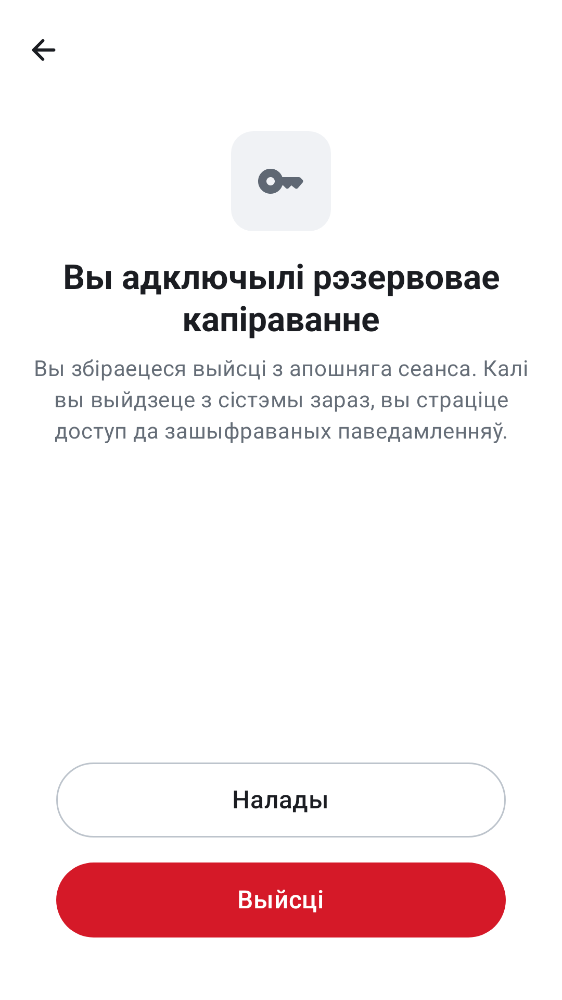 Вы адключылі рэзервовае
капіраванне
Вы збіраецеся выйсці з апошняга сеанса. Калі
вы выйдзеце з сістэмы зараз, вы страціце
доступ да зашыфраваных паведамленняў.
Налады
Выйсці